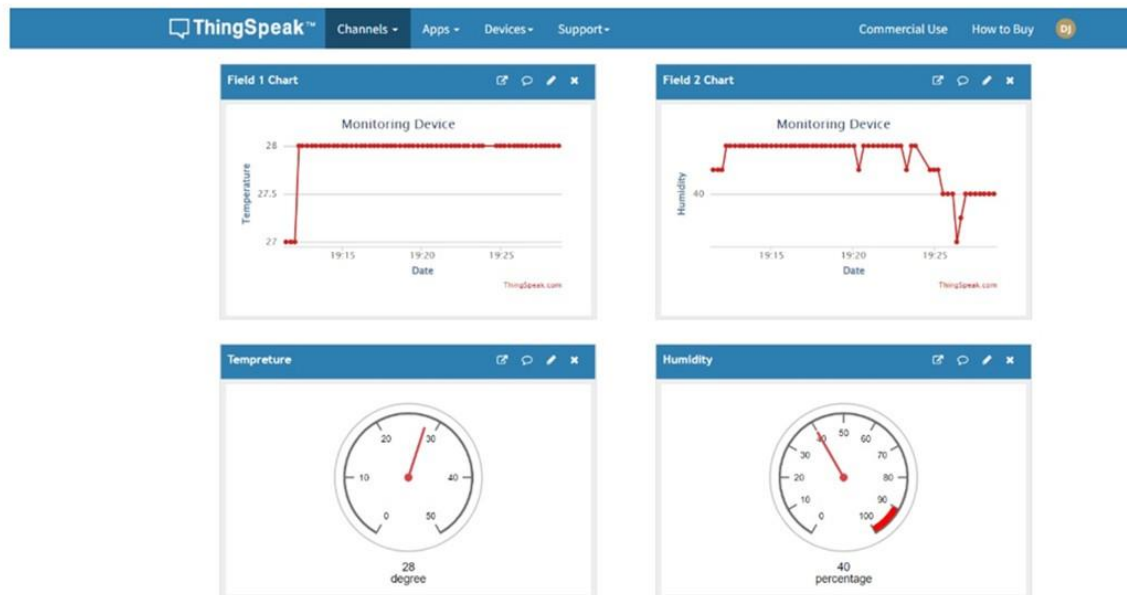 ThingSpeak™ Channels Apps Devices Support Commercial Use How to Buy DJ
Field 1 Chart
Monitoring Device
Temperature
28
27.5
27
19:15 19:20 19:25
Date
ThingSpeak.com
Field 2 Chart
Monitoring Device
Humidity
40
19:15 19:20 19:25
Date
ThingSpeak.com
Tempreture
0
10
20
30
40
50
28
degree
Humidity
0
10
20
30
40
50
60
70
80
90
100
40
percentage